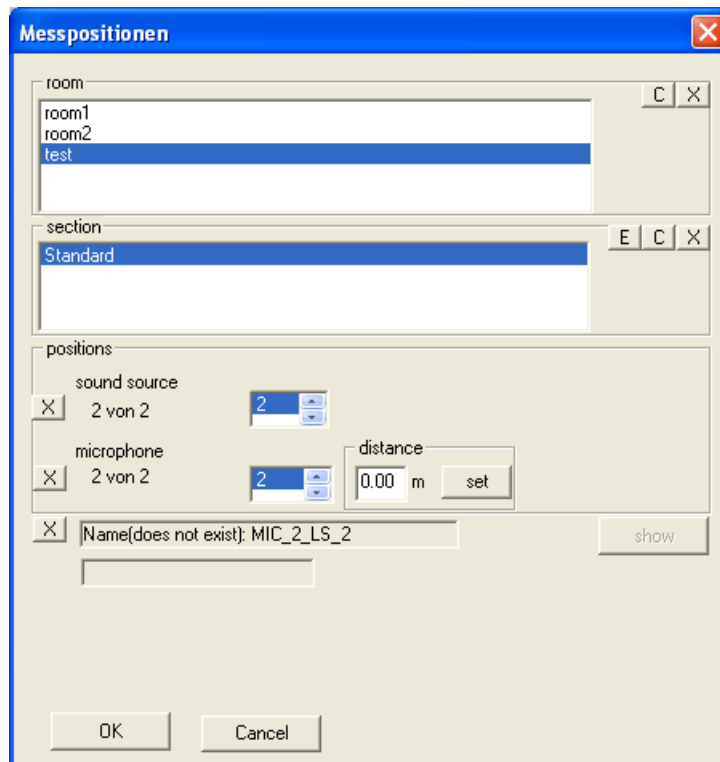 Messpositionen
room
C X
room1
room2
test
section
E C X
Standard
positions
sound source
X 2 von 2 2
microphone
X 2 von 2 2
distance
0.00 m set
X Name(does not exist): MIC_2_LS_2
show
OK Cancel